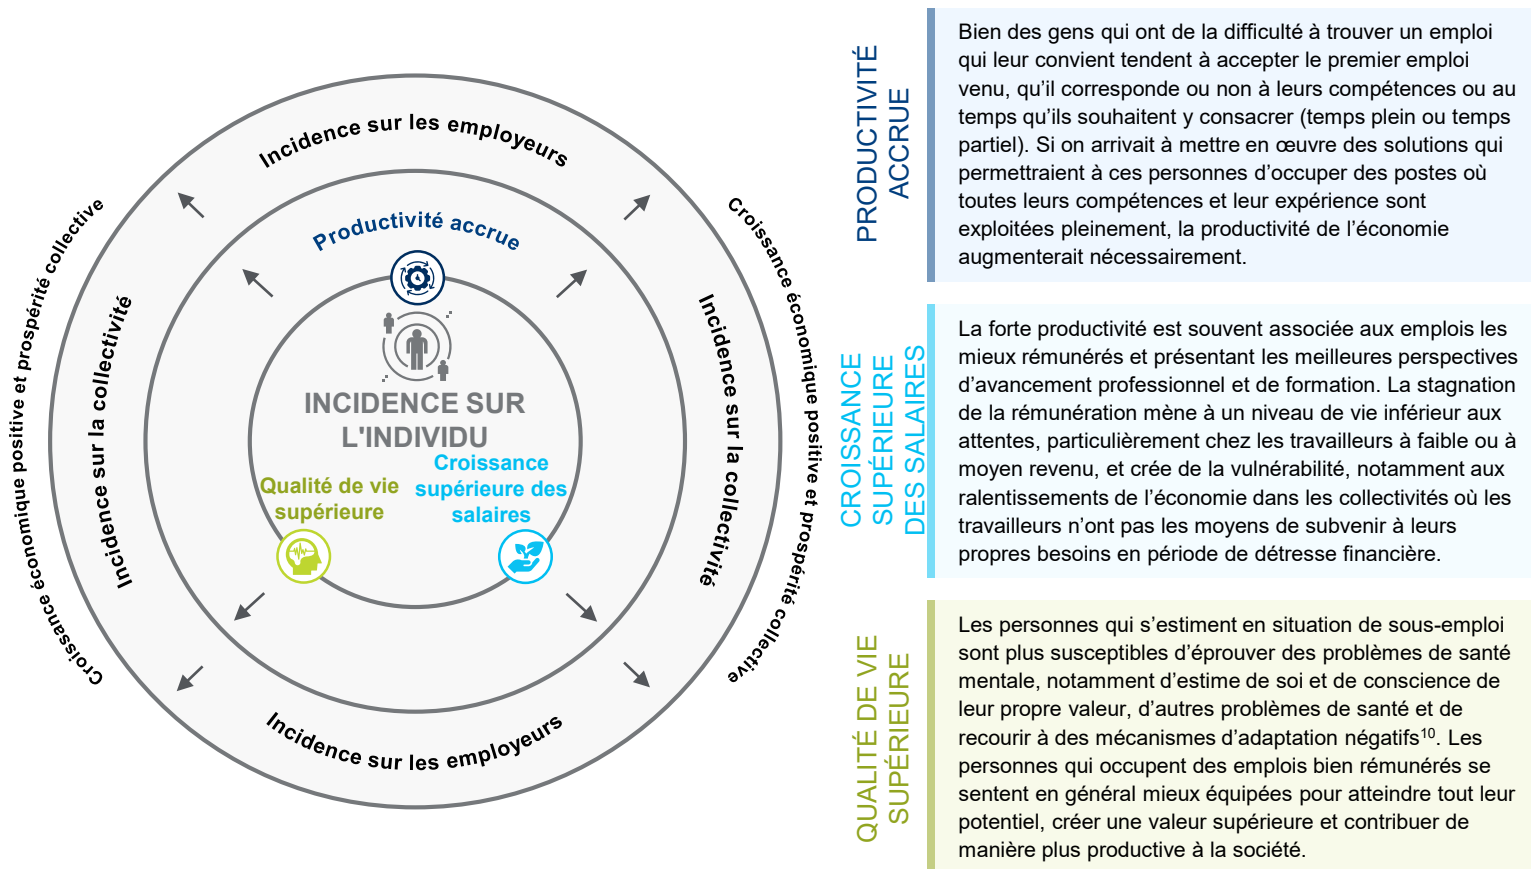 Incidence sur les employeurs
Croissance économique positive et prospérité collective
Incidence sur la collectivité
Productivité accrue
INCIDENCE SUR
L'INDIVIDU
Qualité de vie
supérieure
Croissance
supérieure des
salaires
Incidence sur la collectivité
Croissance économique positive et prospérité collective
Incidence sur les employeurs
PRODUCTIVITÉ
ACCRUE
Bien des gens qui ont de la difficulté à trouver un emploi
qui leur convient tendent à accepter le premier emploi
venu, qu’il corresponde ou non à leurs compétences ou au
temps qu’ils souhaitent y consacrer (temps plein ou temps
partiel). Si on arrivait à mettre en œuvre des solutions qui
permettraient à ces personnes d’occuper des postes où
toutes leurs compétences et leur expérience sont
exploitées pleinement, la productivité de l’économie
augmenterait nécessairement.
CROISSANCE
SUPÉRIEURE
DES SALAIRES
La forte productivité est souvent associée aux emplois les
mieux rémunérés et présentant les meilleures perspectives
d’avancement professionnel et de formation. La stagnation
de la rémunération mène à un niveau de vie inférieur aux
attentes, particulièrement chez les travailleurs à faible ou à
moyen revenu, et crée de la vulnérabilité, notamment aux
ralentissements de l’économie dans les collectivités où les
travailleurs n’ont pas les moyens de subvenir à leurs
propres besoins en période de détresse financière.
QUALITÉ DE VIE
SUPÉRIEURE
Les personnes qui s’estiment en situation de sous-emploi
sont plus susceptibles d’éprouver des problèmes de santé
mentale, notamment d’estime de soi et de conscience de
leur propre valeur, d’autres problèmes de santé et de
recourir à des mécanismes d’adaptation négatifs¹⁰. Les
personnes qui occupent des emplois bien rémunérés se
sentent en général mieux équipées pour atteindre tout leur
potentiel, créer une valeur supérieure et contribuer de
manière plus productive à la société.